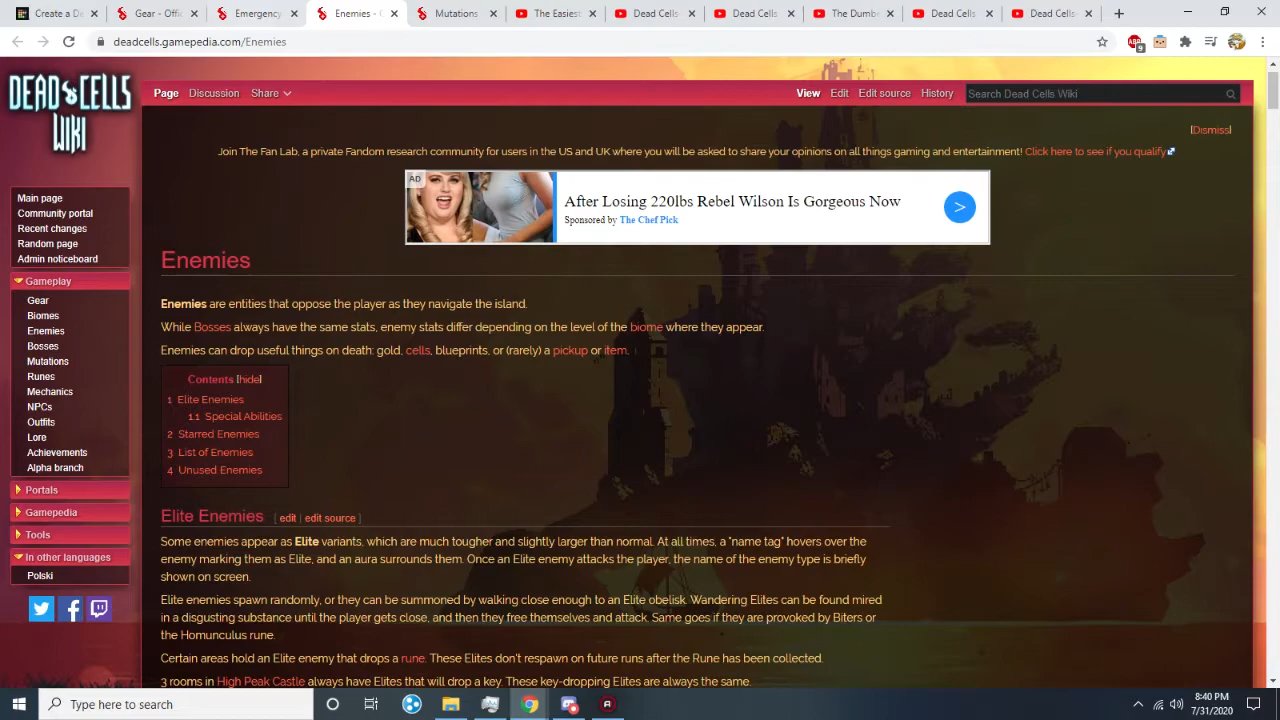 Create a D
Gear - Offic
Emergency
Enemies - O
Mutations
The Easiest
Dead Cells
Dead Cells
The Dumbe
Dead Cells
Dead Cells
deadcells.gamepedia.com/Enemies
ABP
9
DEAD CELLS
WIKI
Page Discussion Share View Edit Edit source History Search Dead Cells Wiki
[Dismiss]
Join The Fan Lab, a private Fandom research community for users in the US and UK where you will be asked to share your opinions on all things gaming and entertainment! Click here to see if you qualify
AD
After Losing 220lbs Rebel Wilson Is Gorgeous Now
Sponsored by The Chef Pick
Main page
Community portal
Recent changes
Random page
Admin noticeboard
Gameplay
Gear
Biomes
Enemies
Bosses
Mutations
Runes
Mechanics
NPCs
Outfits
Lore
Achievements
Alpha branch
Portals
Gamepedia
Tools
In other languages
Polski
Enemies
Enemies are entities that oppose the player as they navigate the island.
While Bosses always have the same stats, enemy stats differ depending on the level of the biome where they appear.
Enemies can drop useful things on death: gold, cells, blueprints, or (rarely) a pickup or item.
Contents [hide]
1 Elite Enemies
1.1 Special Abilities
2 Starred Enemies
3 List of Enemies
4 Unused Enemies
Elite Enemies [ edit | edit source ]
Some enemies appear as Elite variants, which are much tougher and slightly larger than normal. At all times, a "name tag" hovers over the
enemy marking them as Elite, and an aura surrounds them. Once an Elite enemy attacks the player, the name of the enemy type is briefly
shown on screen.
Elite enemies spawn randomly, or they can be summoned by walking close enough to an Elite obelisk. Wandering Elites can be found mired
in a disgusting substance until the player gets close, and then they free themselves and attack. Same goes if they are provoked by Biters or
the Homunculus rune.
Certain areas hold an Elite enemy that drops a rune. These Elites don't respawn on future runs after the Rune has been collected.
3 rooms in High Peak Castle always have Elites that will drop a key. These key-dropping Elites are always the same.
Type here to search
8:40 PM
7/31/2020